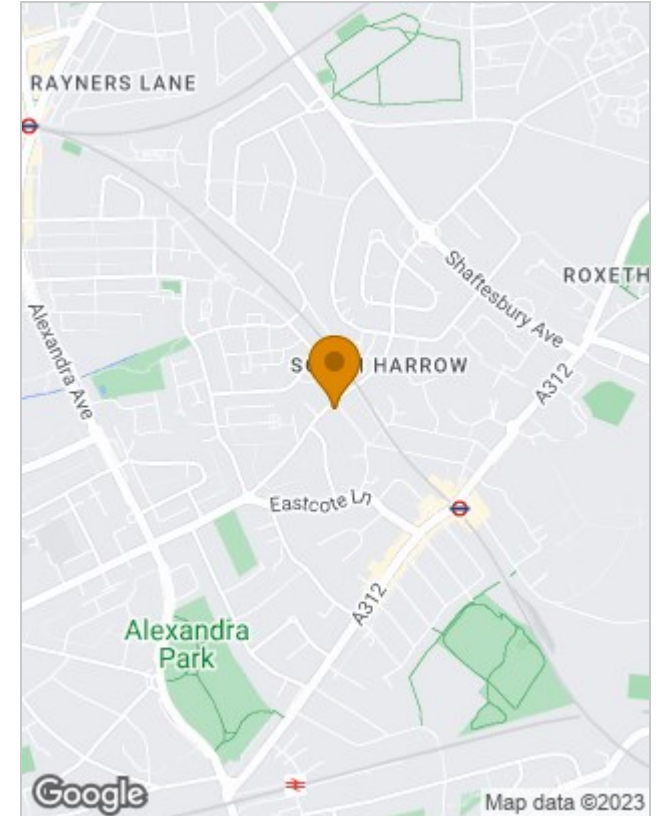 RAYNERS LANE
Shaftesbury Ave
ROXETH
Alexandra Ave
HARROW
A312
Eastcote Ln
A312
Alexandra
Park
Google
Map data ©2023